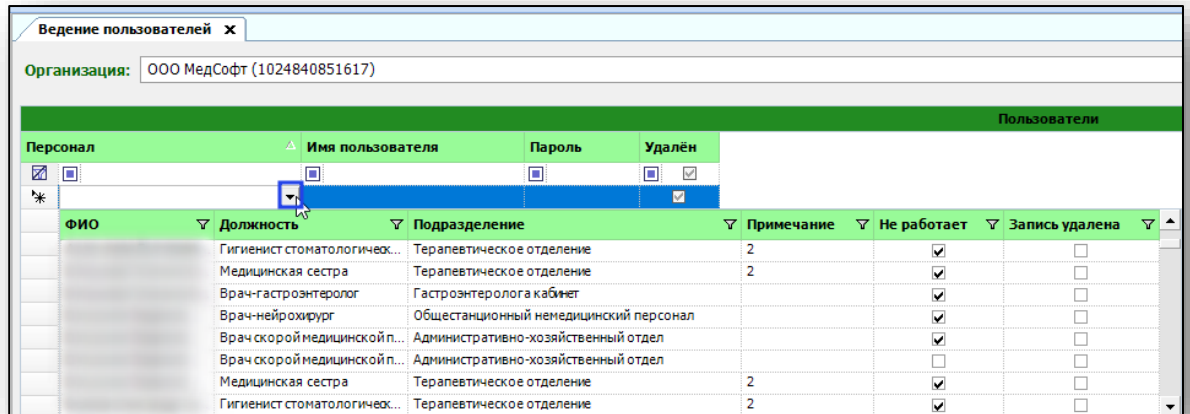 Ведение пользователей x
Организация: ООО МедСофт (1024840851617)
Пользователи
Персонал Имя пользователя Пароль Удалён
ФИО Должность Подразделение Примечание Не работает Запись удалена
Гигиенист стоматологическ... Терапевтическое отделение 2
Медицинская сестра Терапевтическое отделение 2
Врач-гастроэнтеролог Гастроэнтеролога кабинет
Врач-нейрохирург Общестанционный немедицинский персонал
Врач скорой медицинской п... Административно-хозяйственный отдел
Врач скорой медицинской п... Административно-хозяйственный отдел
Медицинская сестра Терапевтическое отделение 2
Гигиенист стоматологическ... Терапевтическое отделение 2